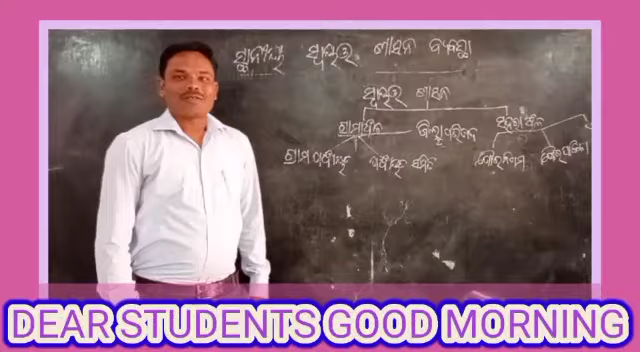 ସ୍ଥାନୀୟ ସ୍ବାୟତ୍ତ ଶାସନ ବ୍ୟବସ୍ଥା
ସ୍ବାୟତ୍ତ ଶାସନ
ଗ୍ରାମାଞ୍ଚଳ ଜିଲ୍ଲା ପରିଷଦ ସହରାଞ୍ଚଳ
ଗ୍ରାମ ପଞ୍ଚାୟତ ପଞ୍ଚାୟତ ସମିତି ପୌରନିଗମ ପୌରପାଳିକା
DEAR STUDENTS GOOD MORNING